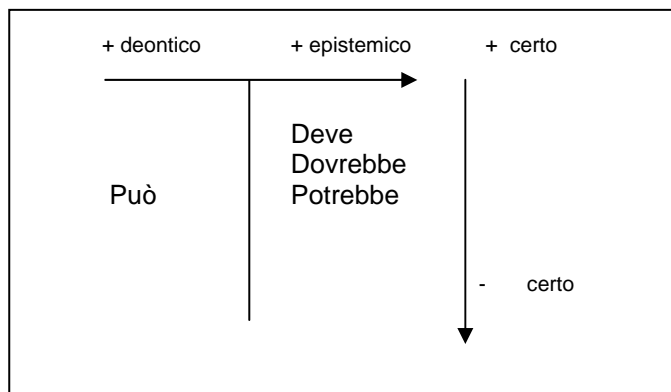 + deontico + epistemico + certo
Deve
Dovrebbe
Può Potrebbe
- certo